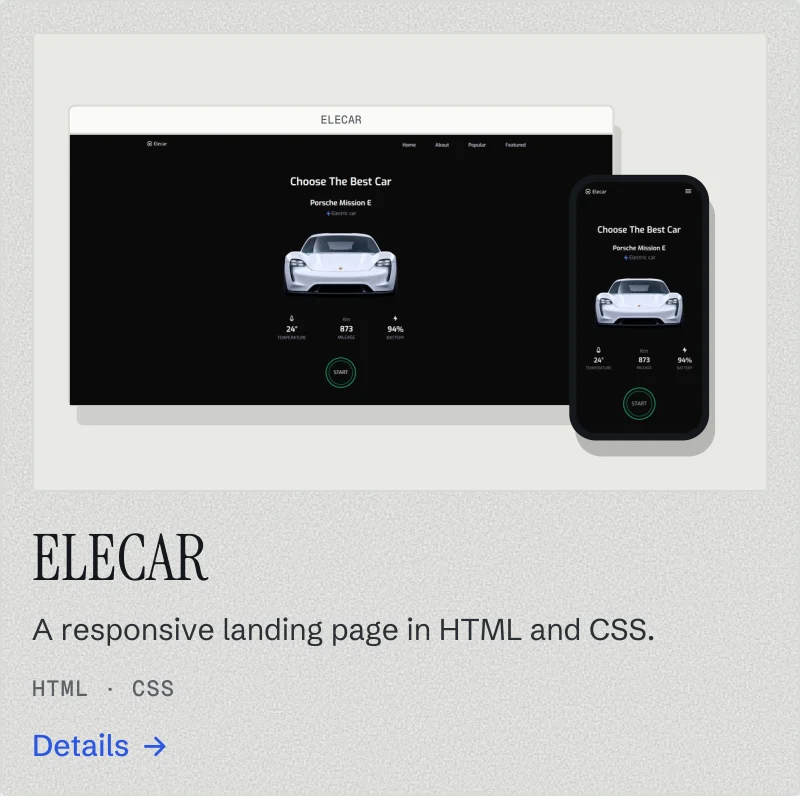 ELECAR
Elecar Home About Popular Featured
Choose The Best Car
Porsche Mission E
Electric car
24° Km 873 94%
TEMPERATURE MILEAGE BATTERY
START
Elecar
Choose The Best Car
Porsche Mission E
Electric car
24° Km 873 94%
TEMPERATURE MILEAGE BATTERY
START
ELECAR
A responsive landing page in HTML and CSS.
HTML · CSS
Details →